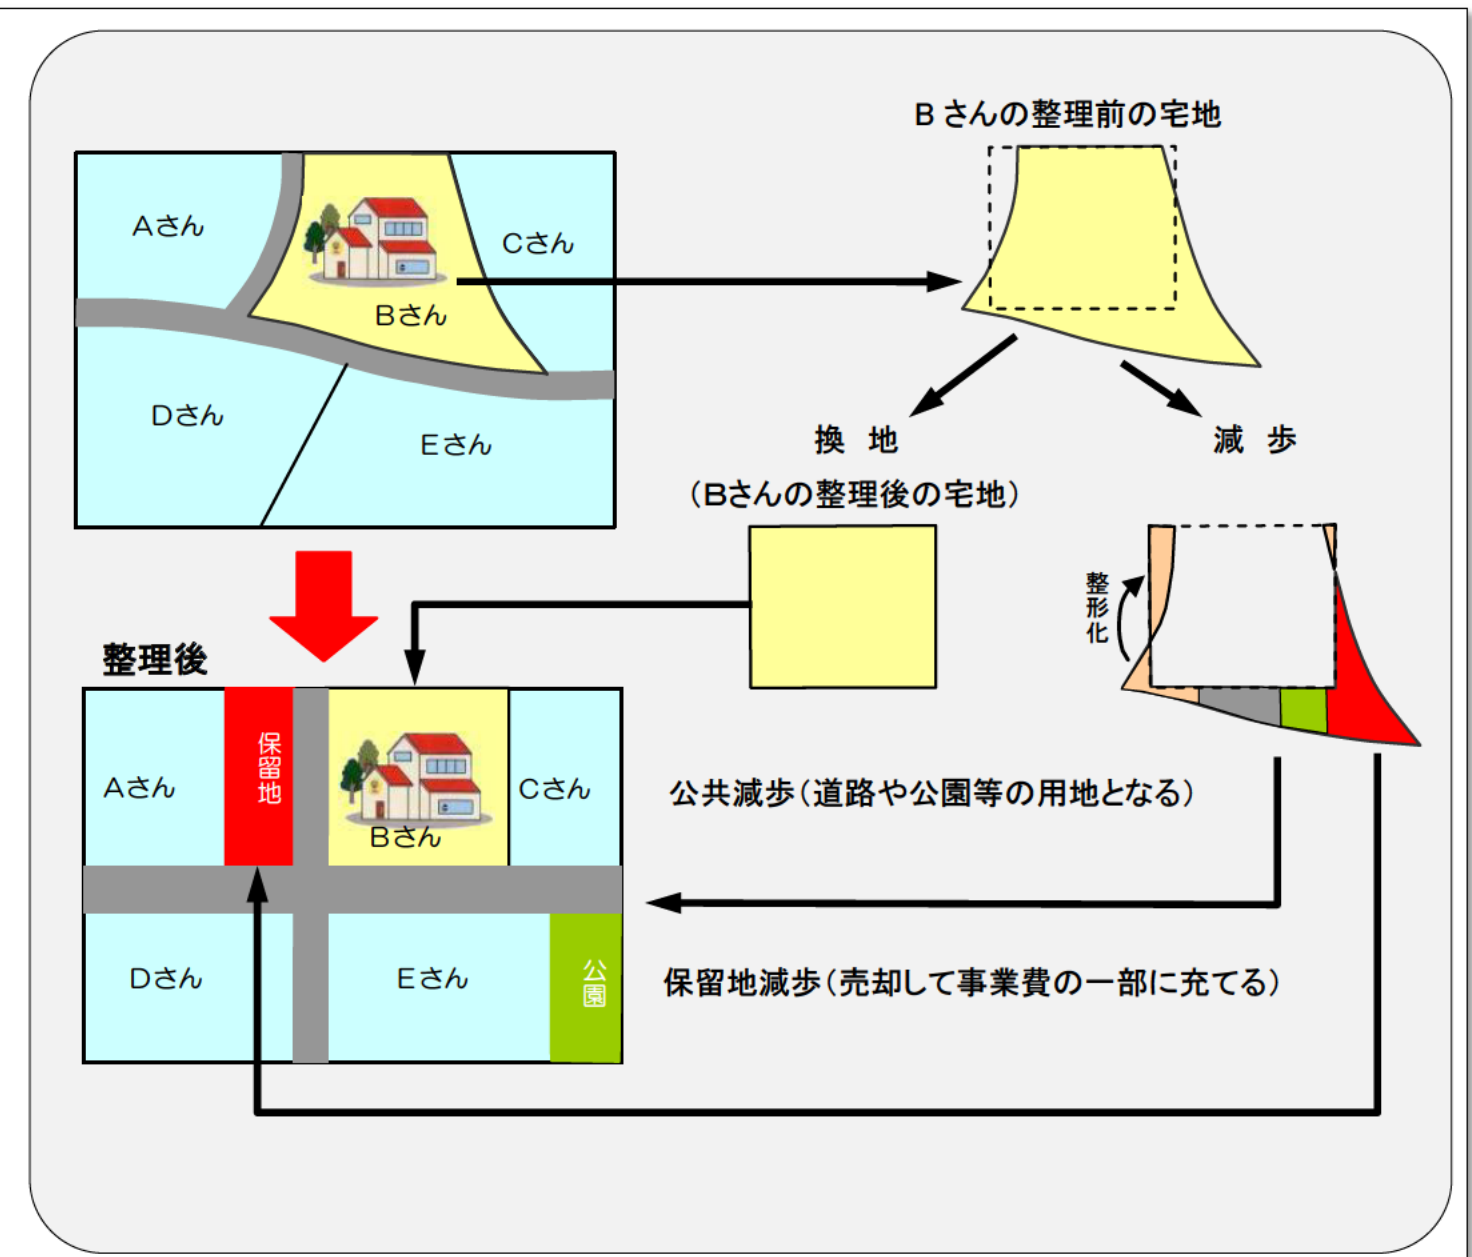 Bさんの整理前の宅地
Aさん
Cさん
Bさん
Dさん
Eさん
換地
減歩
（Bさんの整理後の宅地）
整形化
整理後
保留地
Aさん
Bさん
Cさん
公共減歩（道路や公園等の用地となる）
Dさん
Eさん
公園
保留地減歩（売却して事業費の一部に充てる）